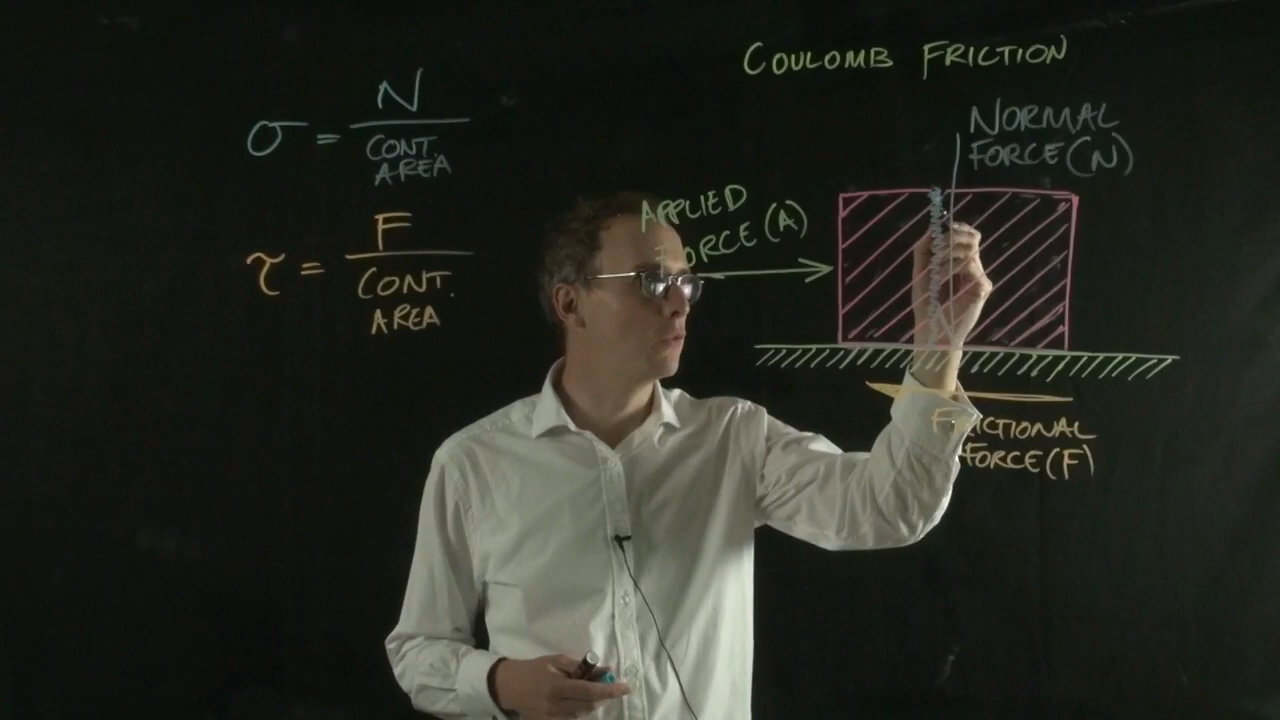 COULOMB FRICTION
σ = N / CONT. AREA
τ = F / CONT. AREA
NORMAL
FORCE (N)
APPLIED
FORCE (A)
FRICTIONAL
FORCE (F)